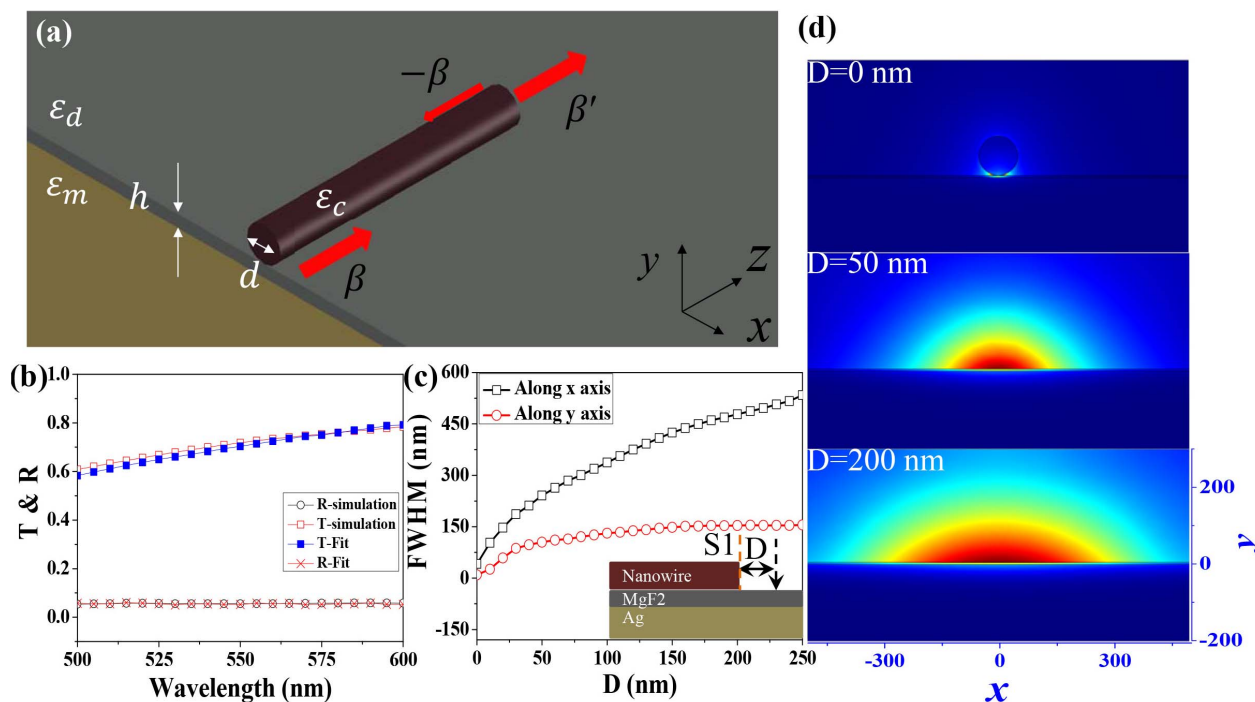 (a)
−β
β′
ε_d
ε_m
h
ε_c
d
β
y
z
x
(b)
1.0
0.8
0.6
0.4
0.2
0.0
T & R
R-simulation
T-simulation
T-Fit
R-Fit
500 525 550 575 600
Wavelength (nm)
(c)
600
450
300
150
0
-150
FWHM (nm)
Along x axis
Along y axis
S1 D
Nanowire
MgF2
Ag
0 50 100 150 200 250
D (nm)
(d)
D=0 nm
D=50 nm
D=200 nm
200
0
-200
y
-300 0 300
x